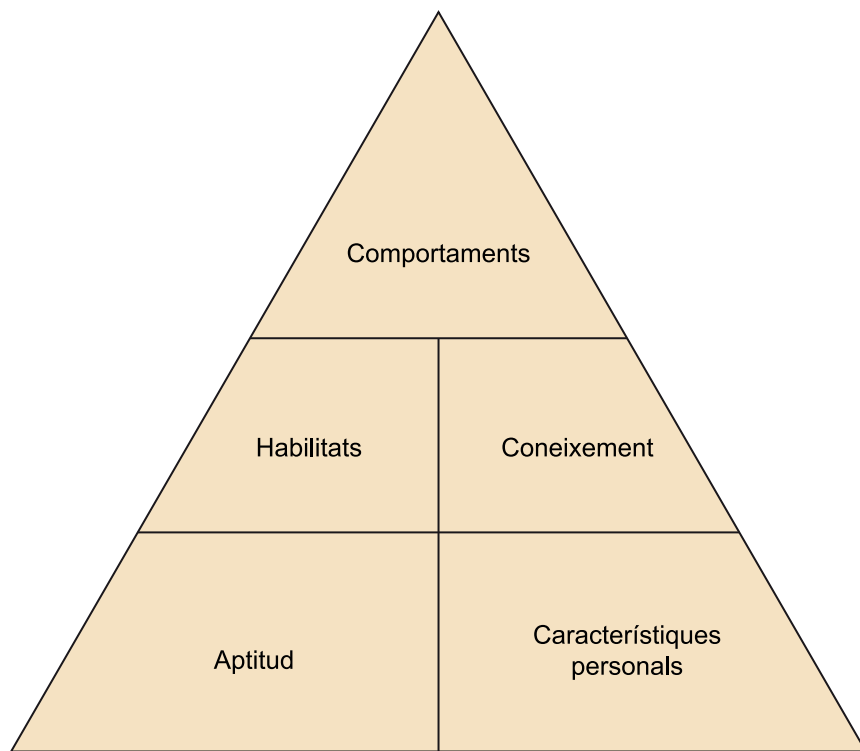 Comportaments
Habilitats
Coneixement
Aptitud
Característiques
personals